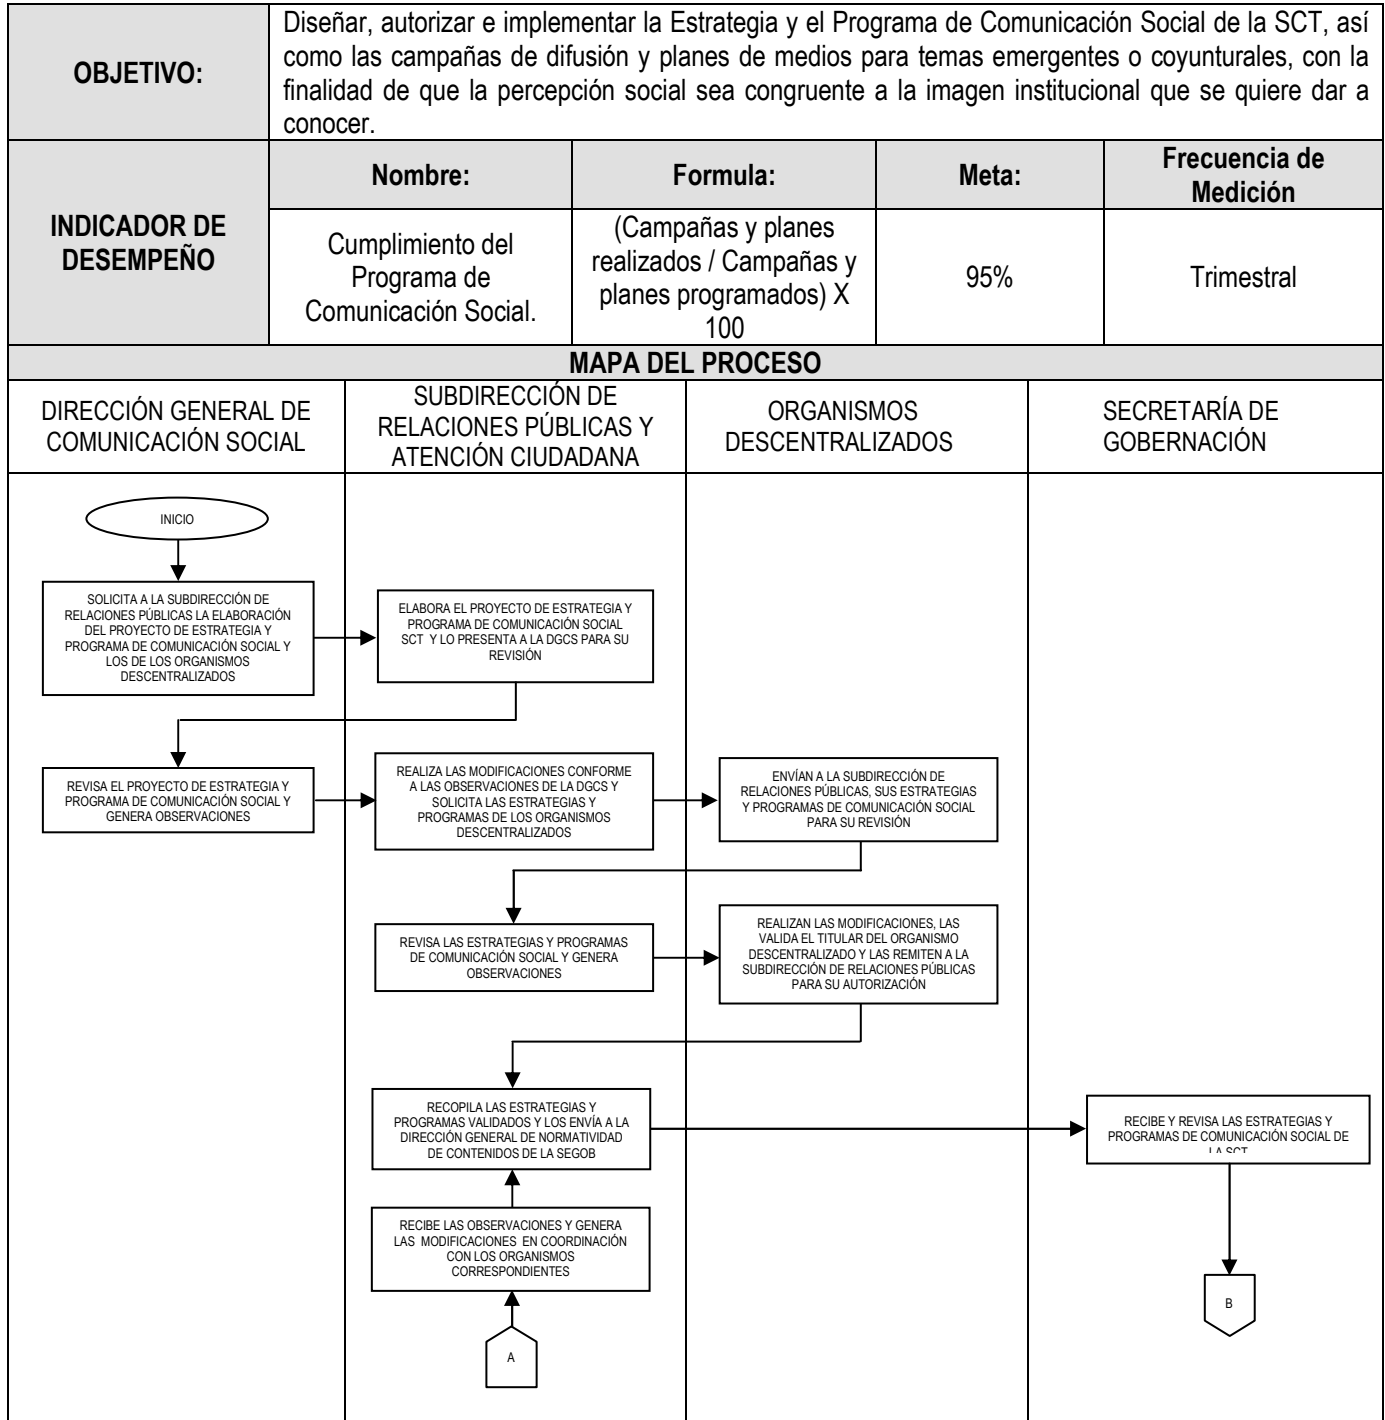 OBJETIVO:
Diseñar, autorizar e implementar la Estrategia y el Programa de Comunicación Social de la SCT, así
como las campañas de difusión y planes de medios para temas emergentes o coyunturales, con la
finalidad de que la percepción social sea congruente a la imagen institucional que se quiere dar a
conocer.
INDICADOR DE
DESEMPEÑO
Nombre:
Formula:
Meta:
Frecuencia de
Medición
Cumplimiento del
Programa de
Comunicación Social.
(Campañas y planes
realizados / Campañas y
planes programados) X
100
95%
Trimestral
MAPA DEL PROCESO
DIRECCIÓN GENERAL DE
COMUNICACIÓN SOCIAL
SUBDIRECCIÓN DE
RELACIONES PÚBLICAS Y
ATENCIÓN CIUDADANA
ORGANISMOS
DESCENTRALIZADOS
SECRETARÍA DE
GOBERNACIÓN
INICIO
SOLICITA A LA SUBDIRECCIÓN DE
RELACIONES PÚBLICAS LA ELABORACIÓN
DEL PROYECTO DE ESTRATEGIA Y
PROGRAMA DE COMUNICACIÓN SOCIAL Y
LOS DE LOS ORGANISMOS
DESCENTRALIZADOS
ELABORA EL PROYECTO DE ESTRATEGIA Y
PROGRAMA DE COMUNICACIÓN SOCIAL
SCT Y LO PRESENTA A LA DGCS PARA SU
REVISIÓN
REVISA EL PROYECTO DE ESTRATEGIA Y
PROGRAMA DE COMUNICACIÓN SOCIAL Y
GENERA OBSERVACIONES
REALIZA LAS MODIFICACIONES CONFORME
A LAS OBSERVACIONES DE LA DGCS Y
SOLICITA LAS ESTRATEGIAS Y
PROGRAMAS DE LOS ORGANISMOS
DESCENTRALIZADOS
ENVÍAN A LA SUBDIRECCIÓN DE
RELACIONES PÚBLICAS, SUS ESTRATEGIAS
Y PROGRAMAS DE COMUNICACIÓN SOCIAL
PARA SU REVISIÓN
REVISA LAS ESTRATEGIAS Y PROGRAMAS
DE COMUNICACIÓN SOCIAL Y GENERA
OBSERVACIONES
REALIZAN LAS MODIFICACIONES, LAS
VALIDA EL TITULAR DEL ORGANISMO
DESCENTRALIZADO Y LAS REMITEN A LA
SUBDIRECCIÓN DE RELACIONES PÚBLICAS
PARA SU AUTORIZACIÓN
RECOPILA LAS ESTRATEGIAS Y
PROGRAMAS VALIDADOS Y LOS ENVÍA A LA
DIRECCIÓN GENERAL DE NORMATIVIDAD
DE CONTENIDOS DE LA SEGOB
RECIBE Y REVISA LAS ESTRATEGIAS Y
PROGRAMAS DE COMUNICACIÓN SOCIAL DE
LA SCT
RECIBE LAS OBSERVACIONES Y GENERA
LAS MODIFICACIONES EN COORDINACIÓN
CON LOS ORGANISMOS
CORRESPONDIENTES
B
A